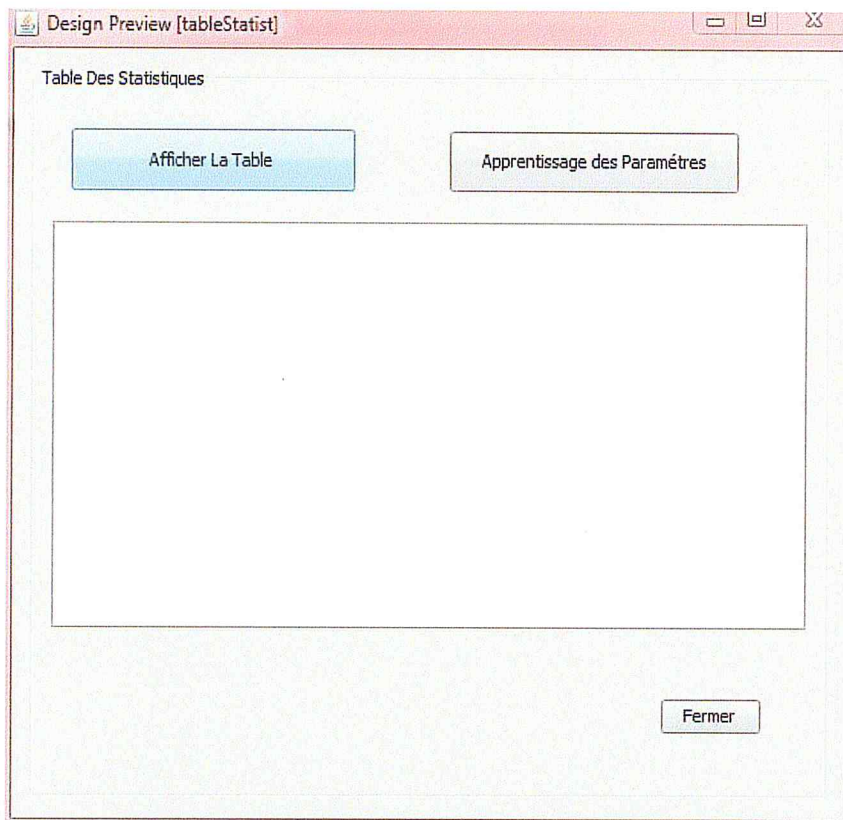 Design Preview [tableStatist]
Table Des Statistiques
Afficher La Table
Apprentissage des Paramétres
Fermer